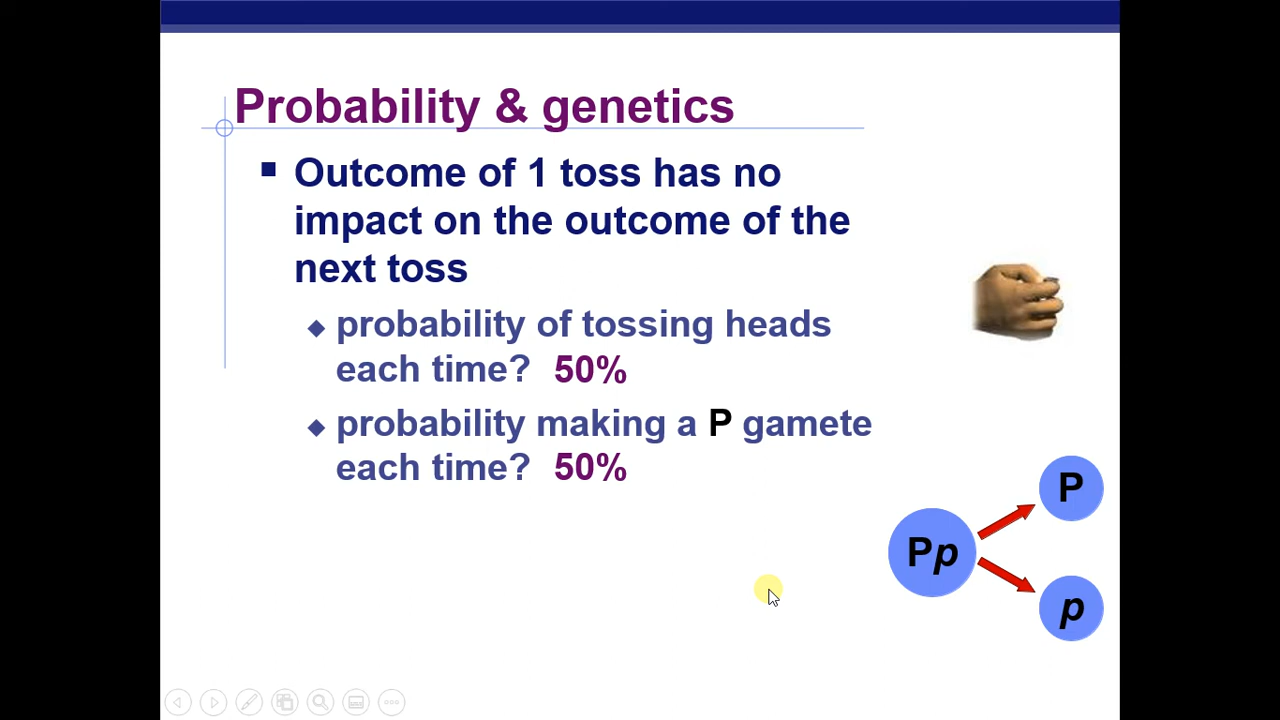 Probability & genetics
Outcome of 1 toss has no
impact on the outcome of the
next toss
probability of tossing heads
each time? 50%
probability making a P gamete
each time? 50%
P
Pp
p